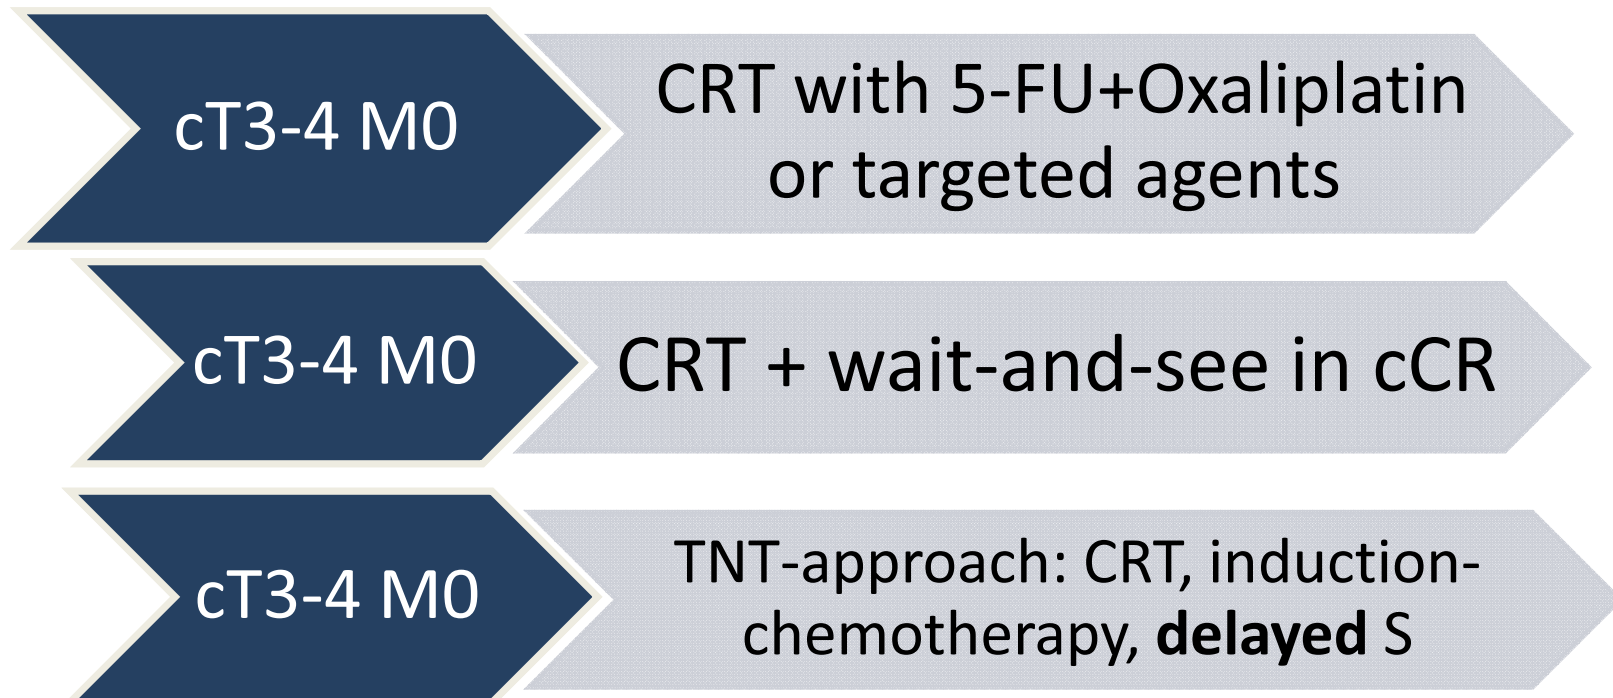 cT3-4 M0
CRT with 5-FU+Oxaliplatin
or targeted agents
cT3-4 M0
CRT + wait-and-see in cCR
cT3-4 M0
TNT-approach: CRT, induction-
chemotherapy, delayed S